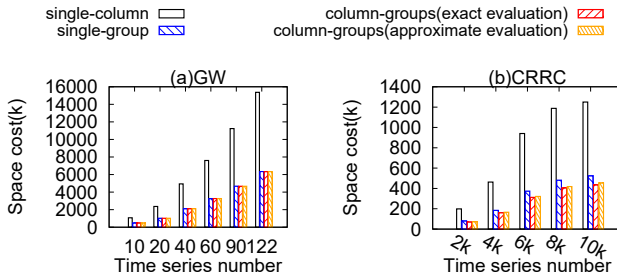 single-column
single-group
column-groups(exact evaluation)
column-groups(approximate evaluation)
(a)GW
Space cost(k)
16000
14000
12000
10000
8000
6000
4000
2000
0
10 20 40 60 90 122
Time series number
(b)CRRC
Space cost(k)
1400
1200
1000
800
600
400
200
0
2k 4k 6k 8k 10k
Time series number